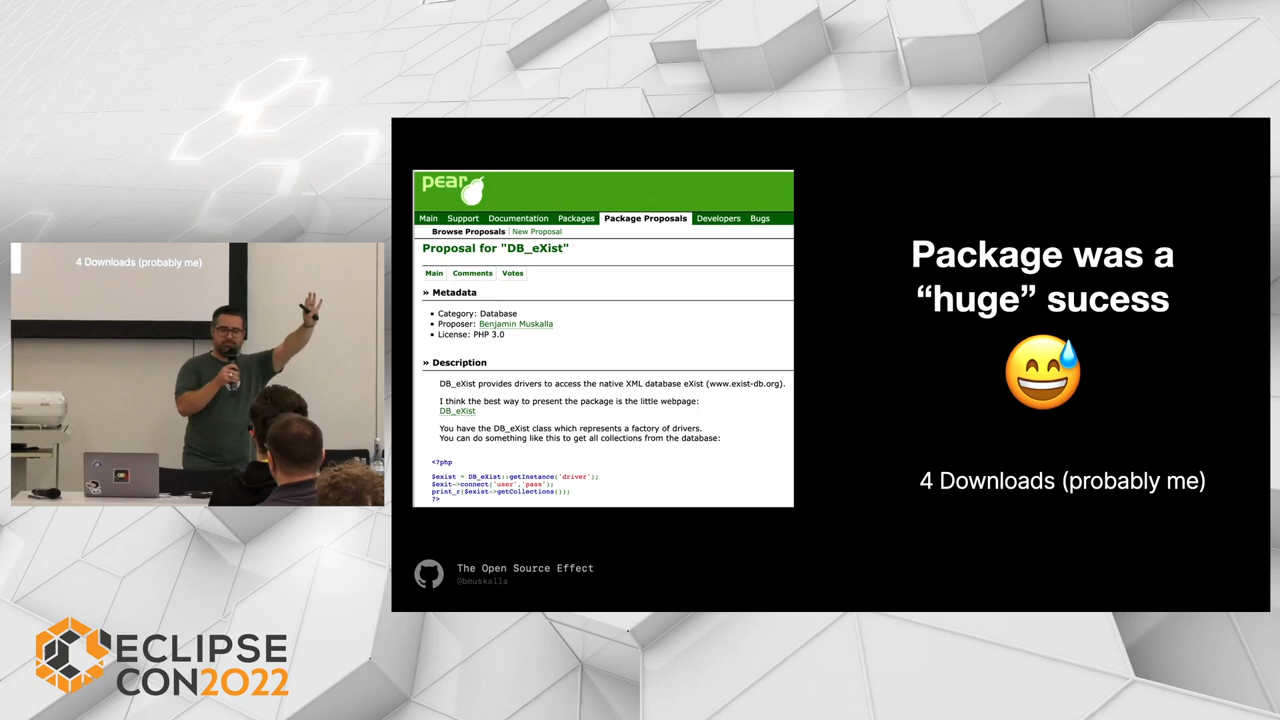 4 Downloads (probably me)
pear
Main Support Documentation Packages Package Proposals Developers Bugs
Browse Proposals New Proposal
Proposal for "DB_eXist"
Main Comments Votes
» Metadata
Category: Database
Proposer: Benjamin Muskalla
License: PHP 3.0
» Description
DB_eXist provides drivers to access the native XML database eXist (www.exist-db.org).
I think the best way to present the package is the little webpage:
DB_eXist
You have the DB_eXist class which represents a factory of drivers.
You can do something like this to get all collections from the database:
<?php
$exist = DB_eXist::getInstance('driver');
$exit->connect('user','pass');
print_r($exist->getCollections());
?>
Package was a
“huge” sucess
4 Downloads (probably me)
The Open Source Effect
@bmuskalla
ECLIPSE
CON2022